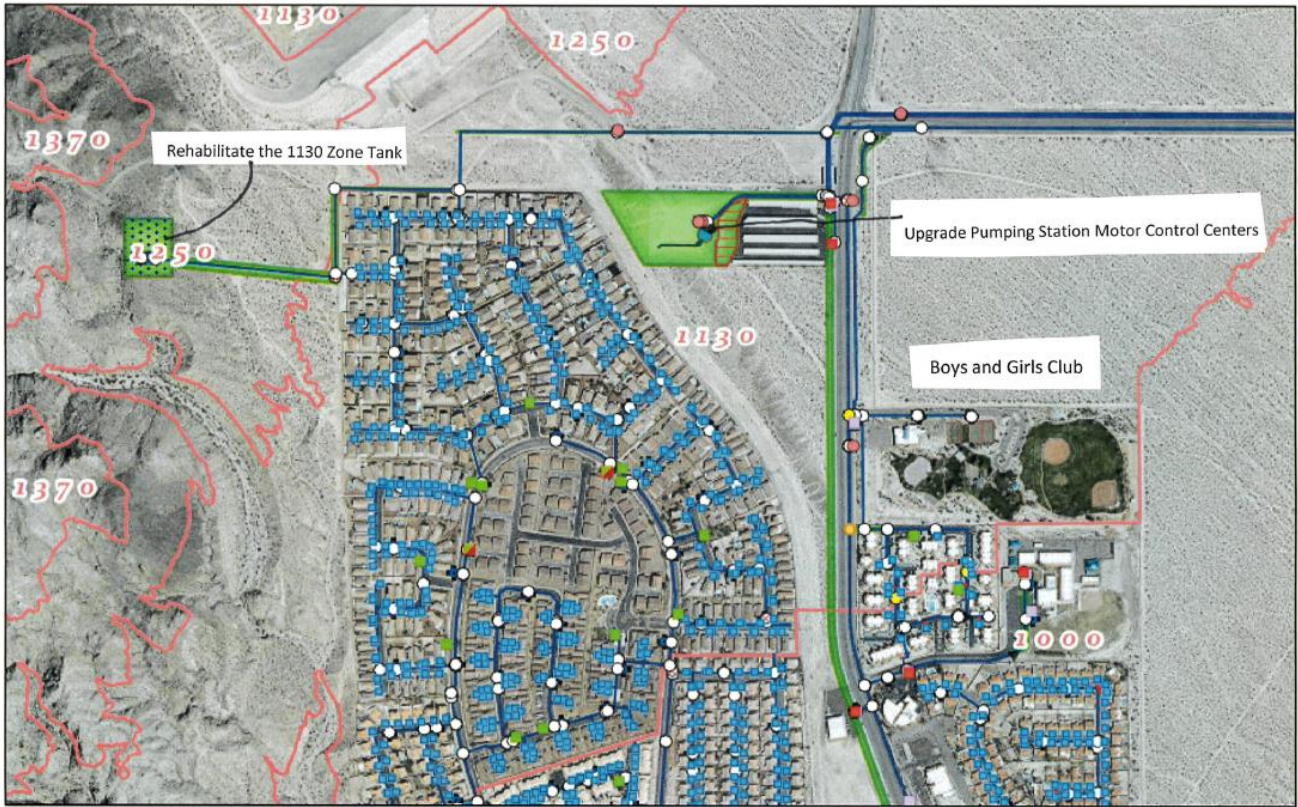 1130
1250
1370
Rehabilitate the 1130 Zone Tank
1250
Upgrade Pumping Station Motor Control Centers
1130
Boys and Girls Club
1370
1000